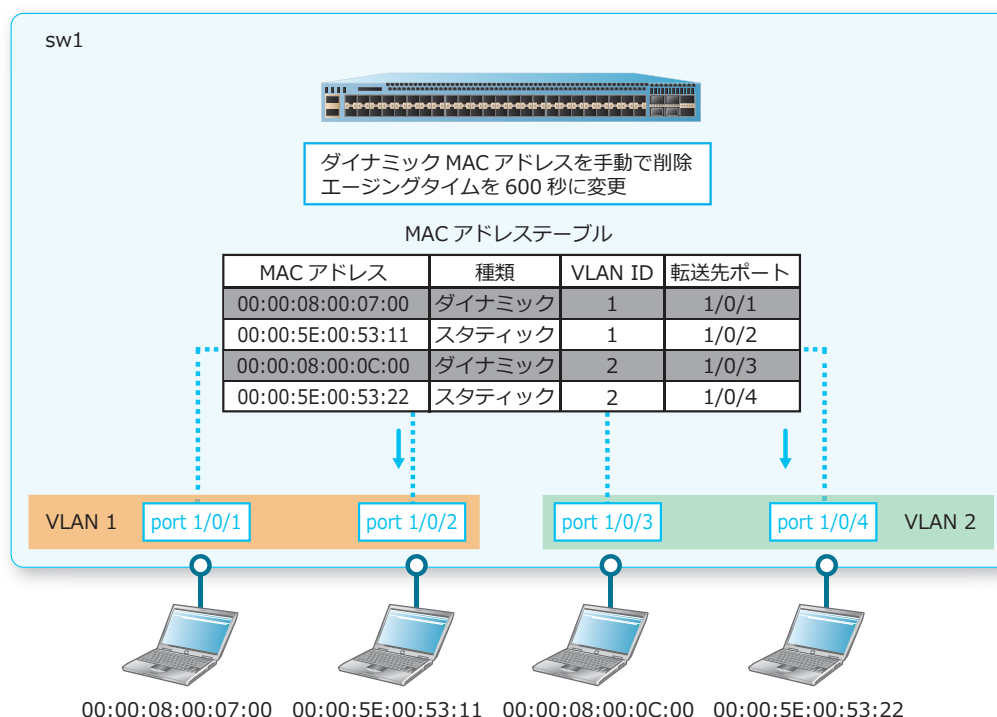 sw1
ダイナミック MAC アドレスを手動で削除
エージングタイムを 600 秒に変更
MAC アドレステーブル
MAC アドレス 種類 VLAN ID 転送先ポート
00:00:08:00:07:00 ダイナミック 1 1/0/1
00:00:5E:00:53:11 スタティック 1 1/0/2
00:00:08:00:0C:00 ダイナミック 2 1/0/3
00:00:5E:00:53:22 スタティック 2 1/0/4
VLAN 1 port 1/0/1 port 1/0/2 port 1/0/3 port 1/0/4 VLAN 2
00:00:08:00:07:00 00:00:5E:00:53:11 00:00:08:00:0C:00 00:00:5E:00:53:22